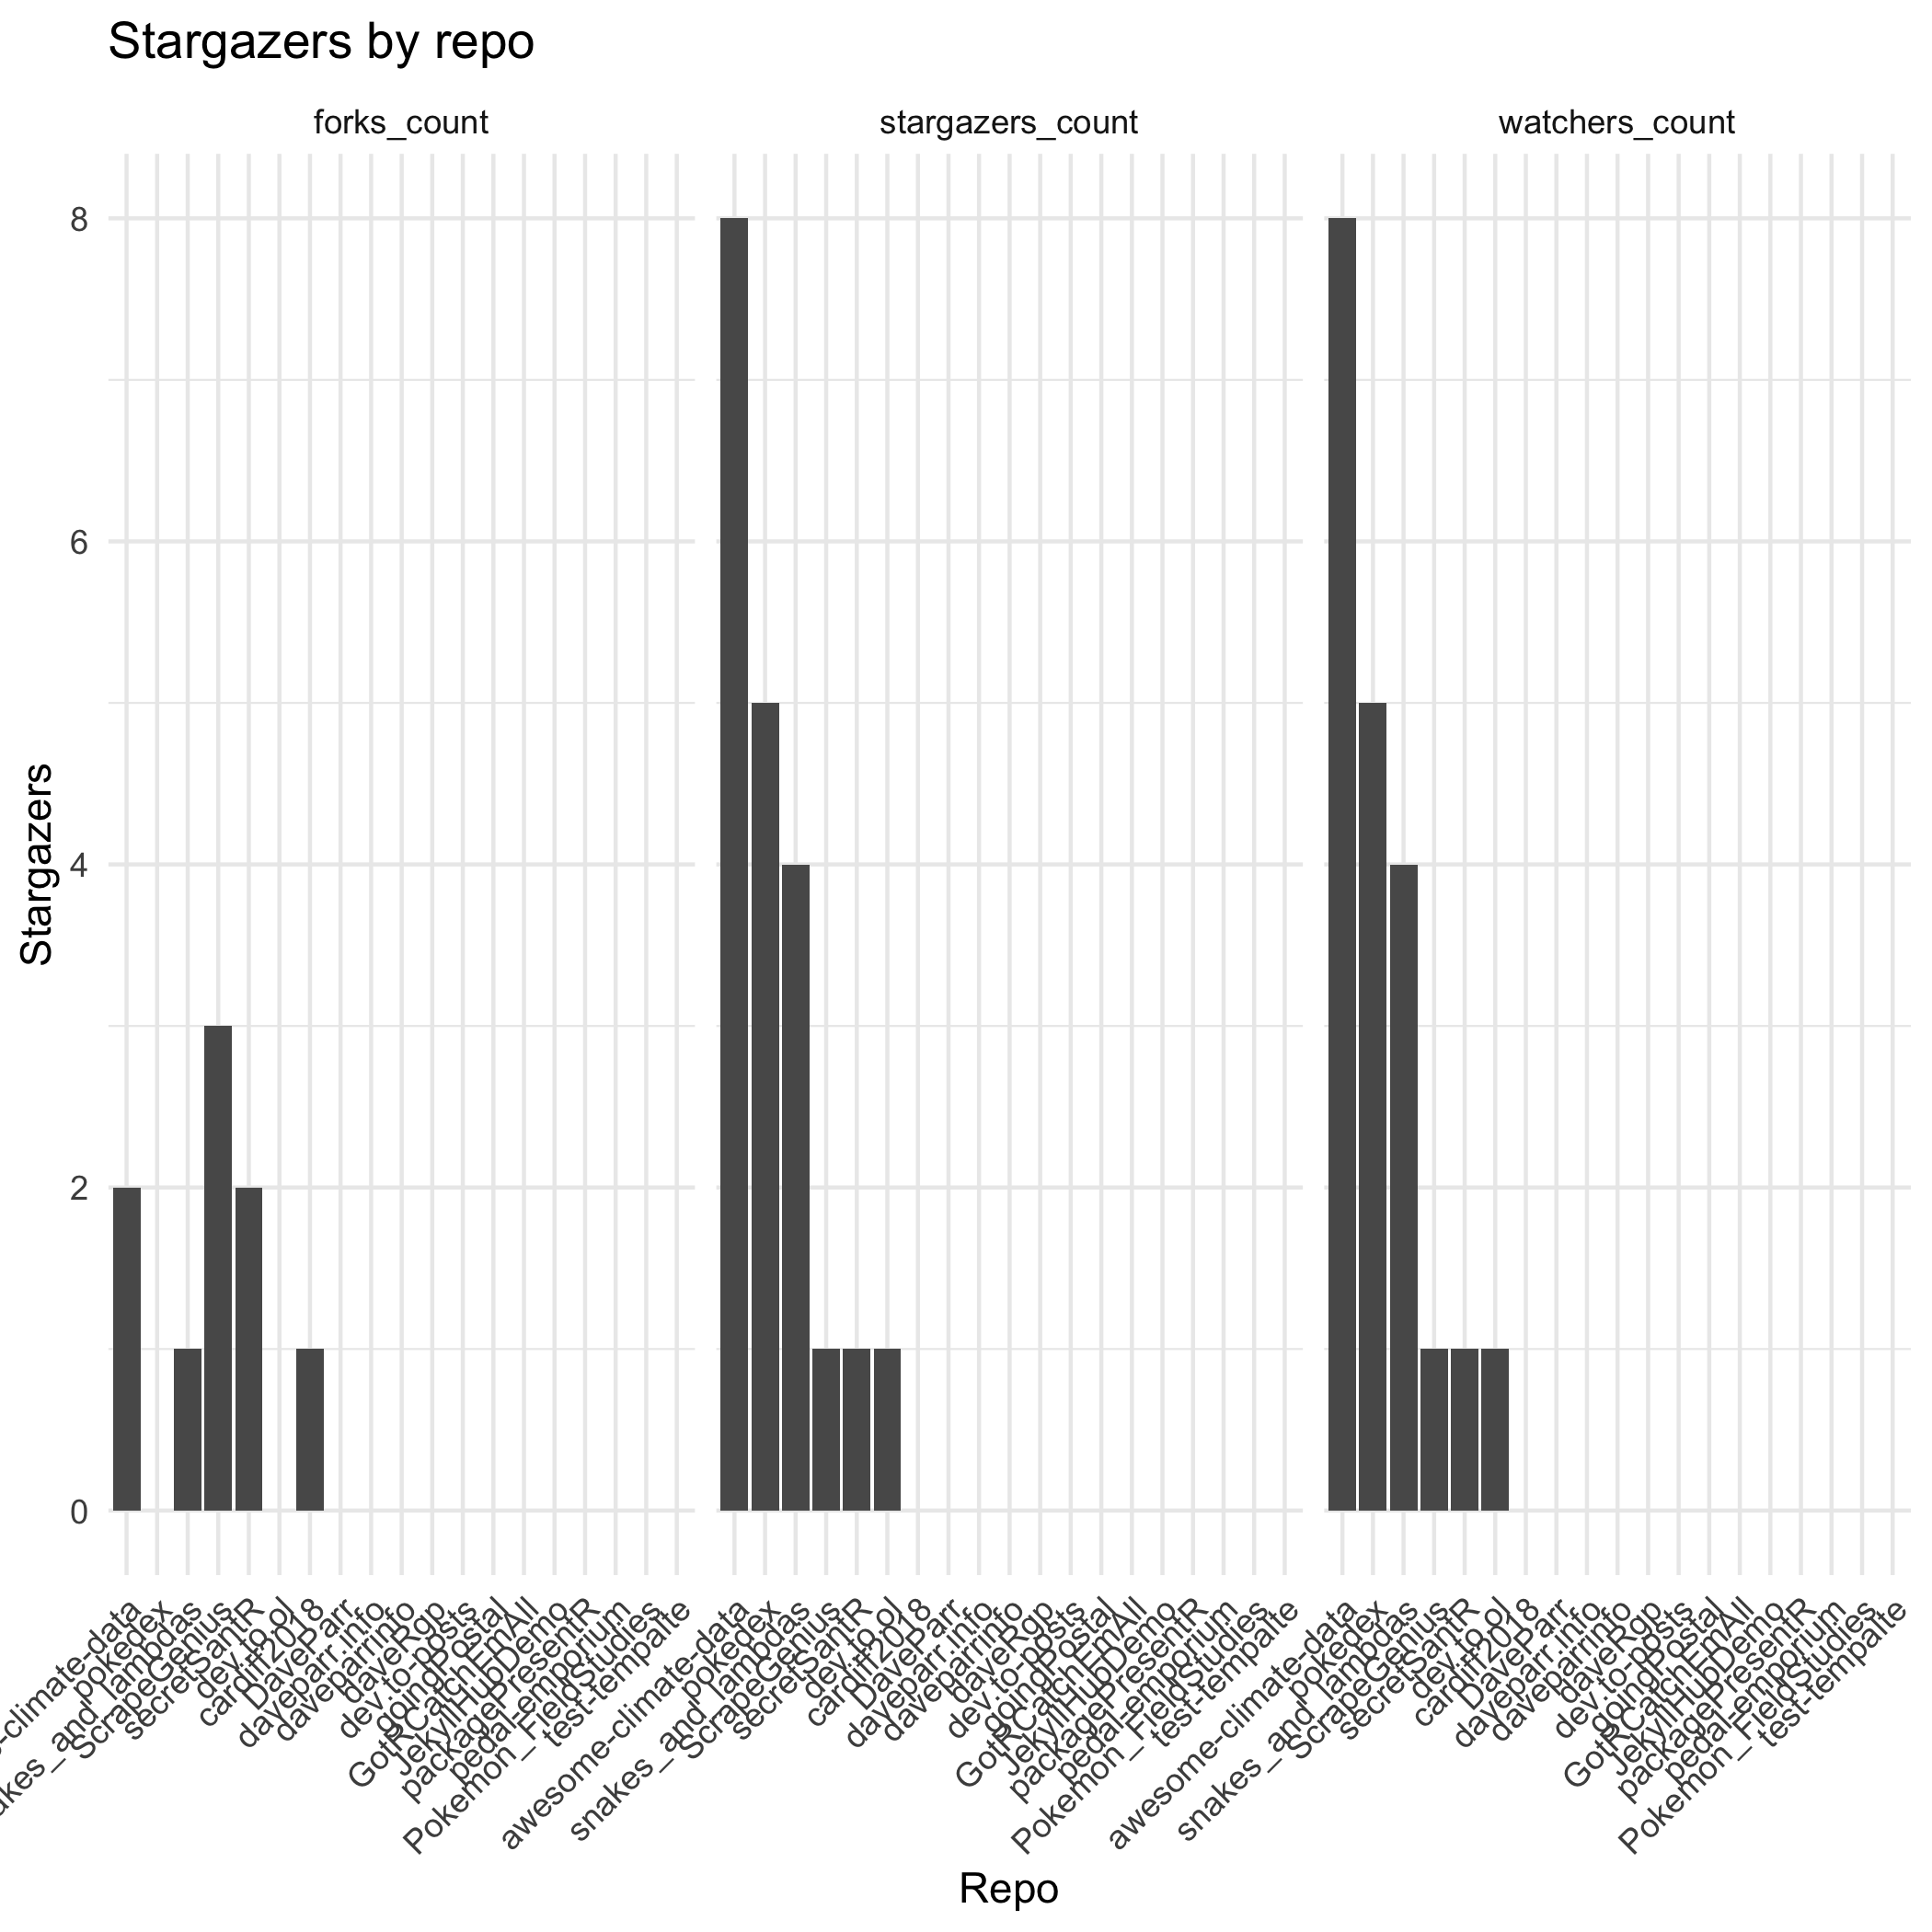 Stargazers by repo
forks_count
stargazers_count
watchers_count
8
6
4
2
0
Stargazers
-climate-data
pokedex
akes_and_lambdas
ScrapeGenius
secretSantR
dev.to.ol
cardiff2018
DaveParr
daveparr.info
daveparrinfo
daveRgp
dev.to-posts
goingPostal
GotRCatchEmAll
JekyllHubDemo
packagePresentR
pedal-emporium
Pokemon_FieldStudies
test-tempalte
awesome-climate-data
pokedex
snakes_and_lambdas
ScrapeGenius
secretSantR
dev.to.ol
cardiff2018
DaveParr
daveparr.info
daveparrinfo
daveRgp
dev.to-posts
goingPostal
GotRCatchEmAll
JekyllHubDemo
packagePresentR
pedal-emporium
Pokemon_FieldStudies
test-tempalte
awesome-climate-data
pokedex
snakes_and_lambdas
ScrapeGenius
secretSantR
dev.to.ol
cardiff2018
DaveParr
daveparr.info
daveparrinfo
daveRgp
dev.to-posts
goingPostal
GotRCatchEmAll
JekyllHubDemo
packagePresentR
pedal-emporium
Pokemon_FieldStudies
test-tempalte
Repo